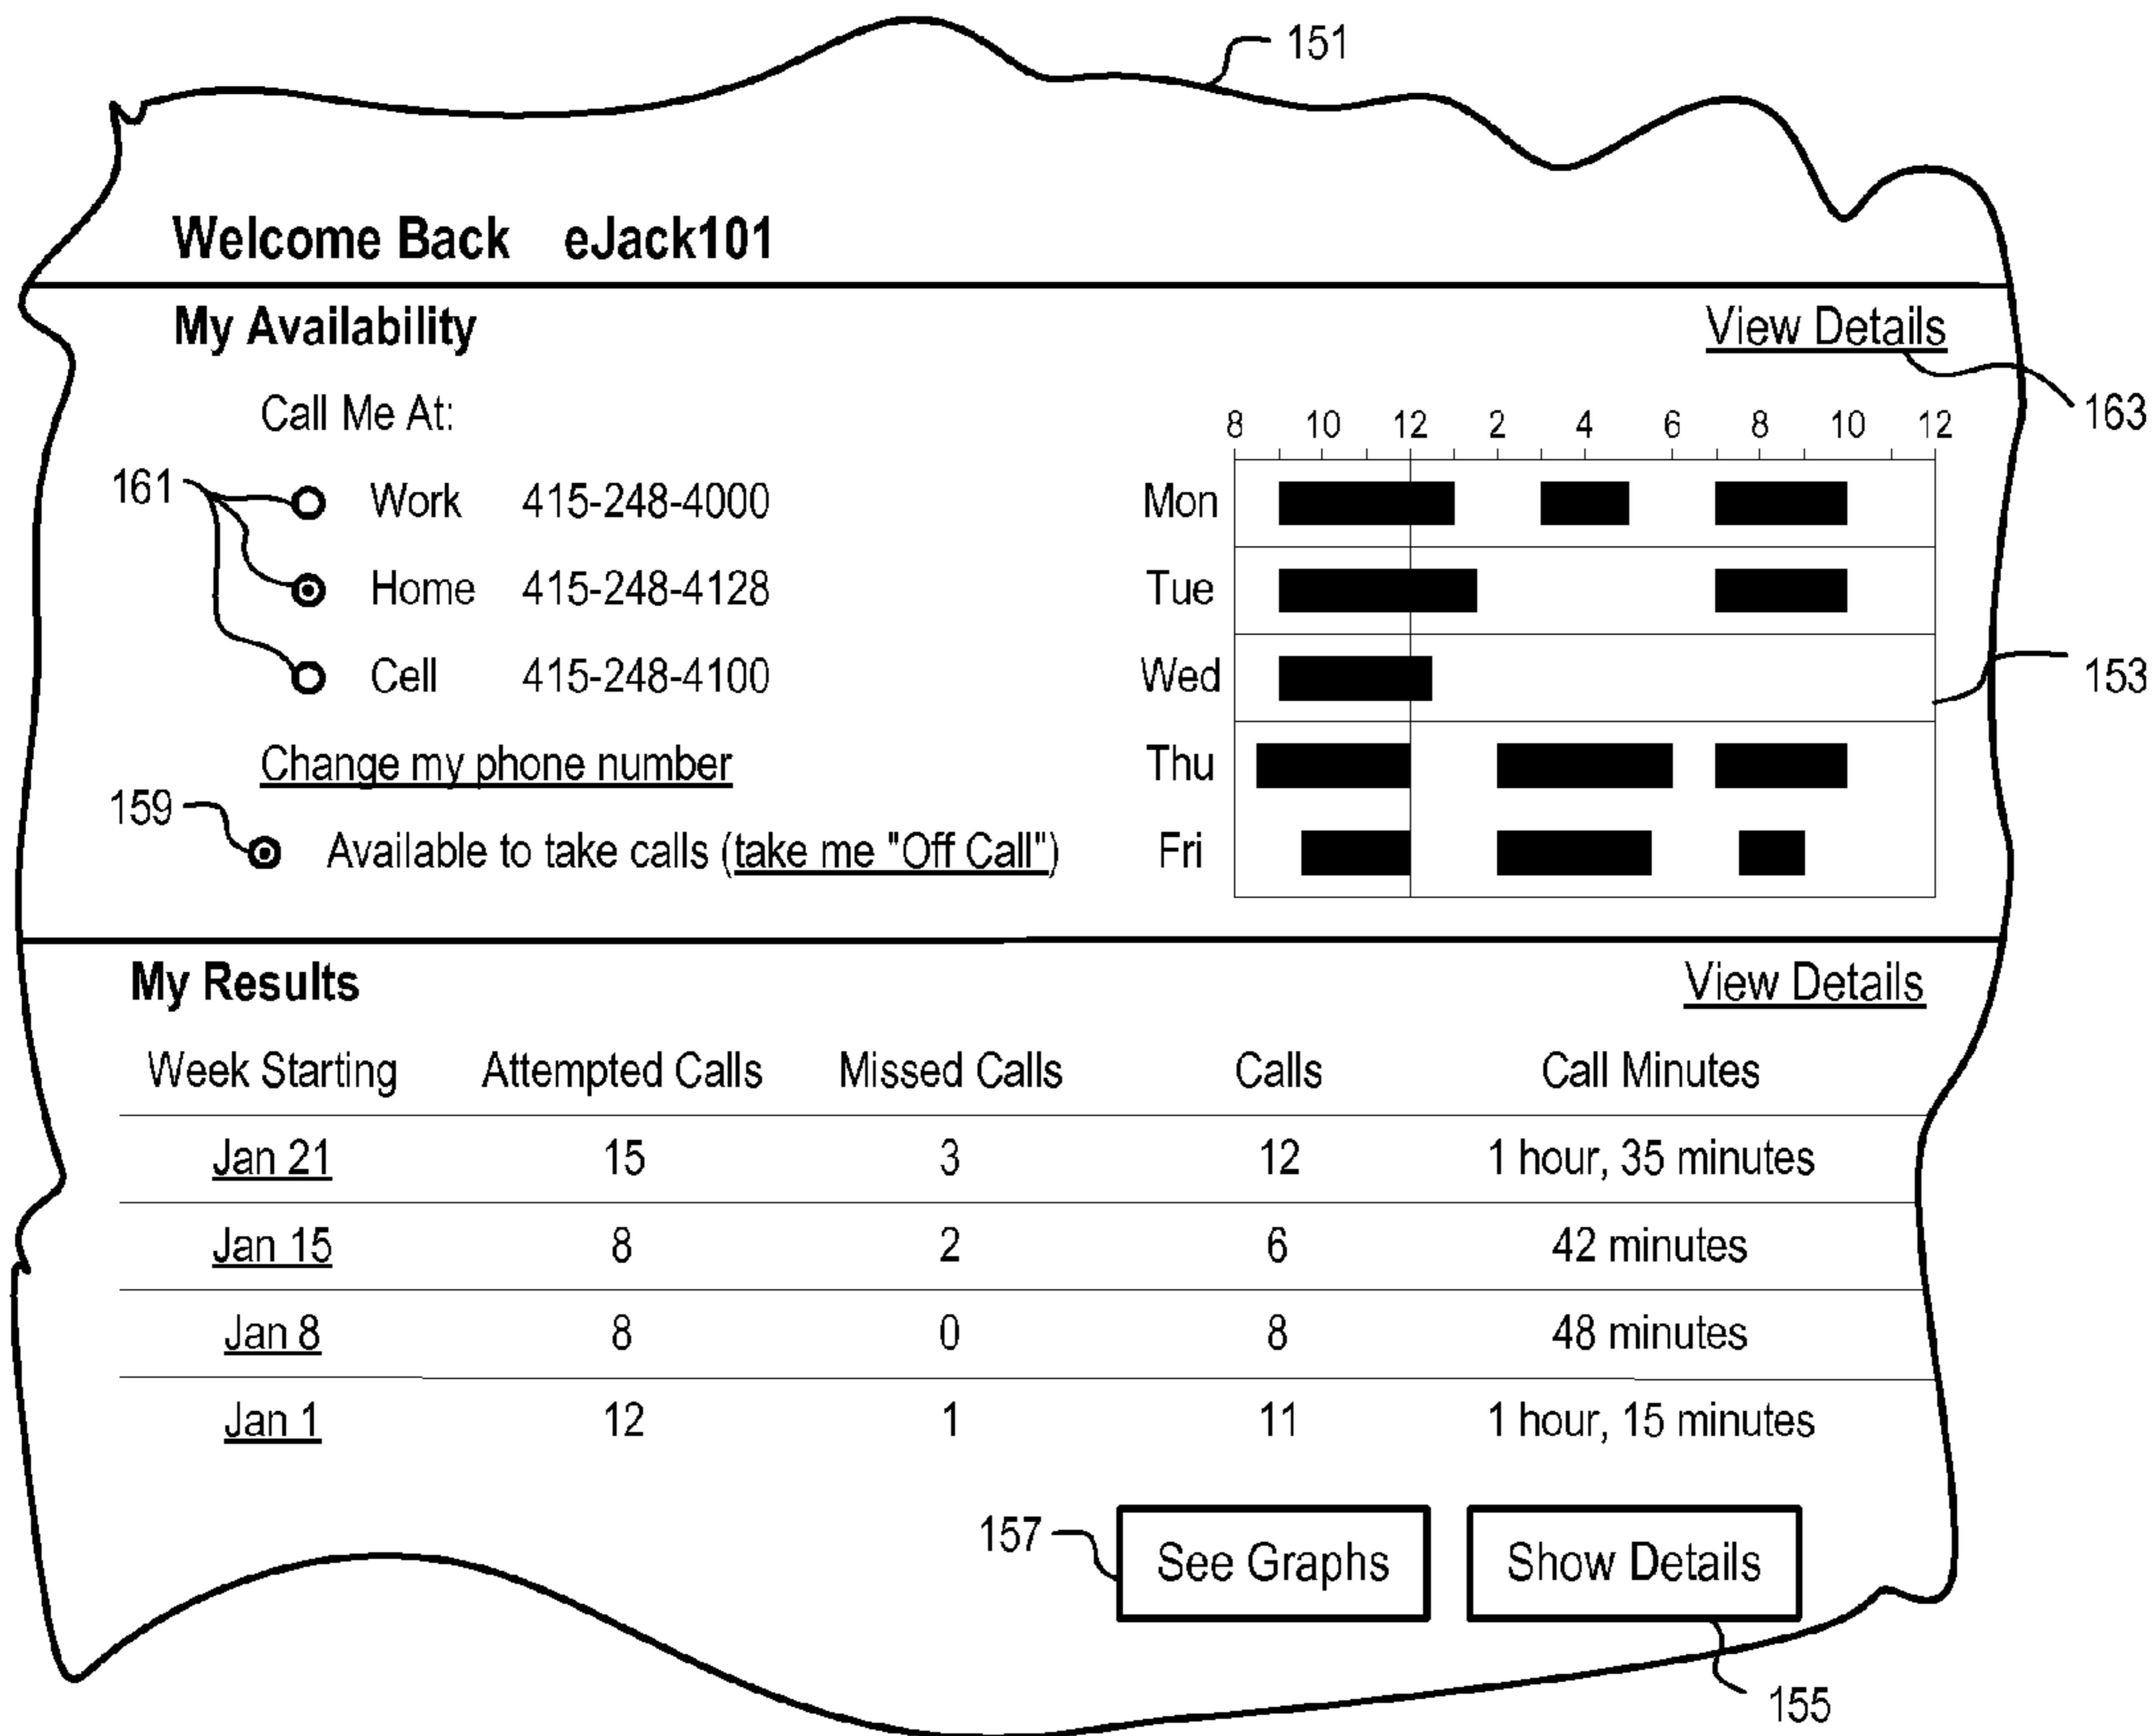 151
Welcome Back eJack101
My Availability View Details
163
Call Me At:
8 10 12 2 4 6 8 10 12
161 Work 415-248-4000 Mon
Home 415-248-4128 Tue
Cell 415-248-4100 Wed
153
Change my phone number Thu
159
Available to take calls (take me "Off Call") Fri
My Results View Details
Week Starting Attempted Calls Missed Calls Calls Call Minutes
Jan 21 15 3 12 1 hour, 35 minutes
Jan 15 8 2 6 42 minutes
Jan 8 8 0 8 48 minutes
Jan 1 12 1 11 1 hour, 15 minutes
157 See Graphs Show Details
155